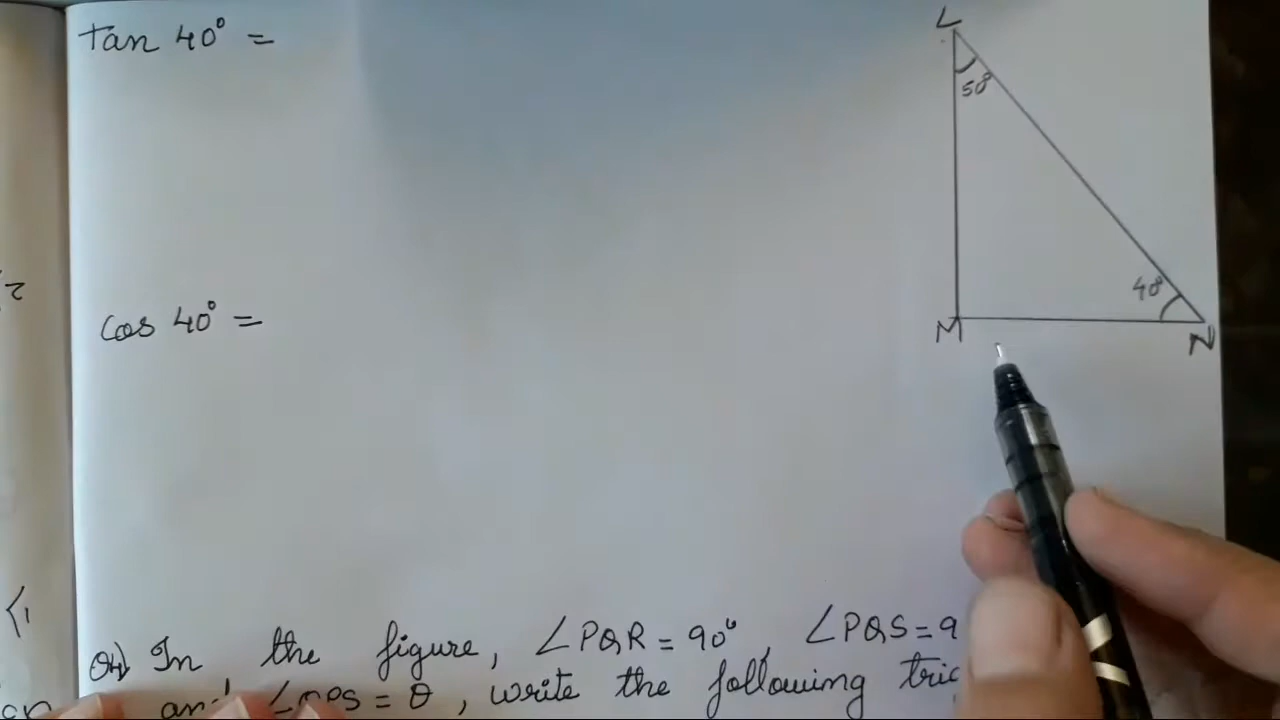 tan 40° =
L
50°
40°
M
N
cos 40° =
In the figure, ∠PQR = 90°, ∠PQS = 9
= θ, write the following